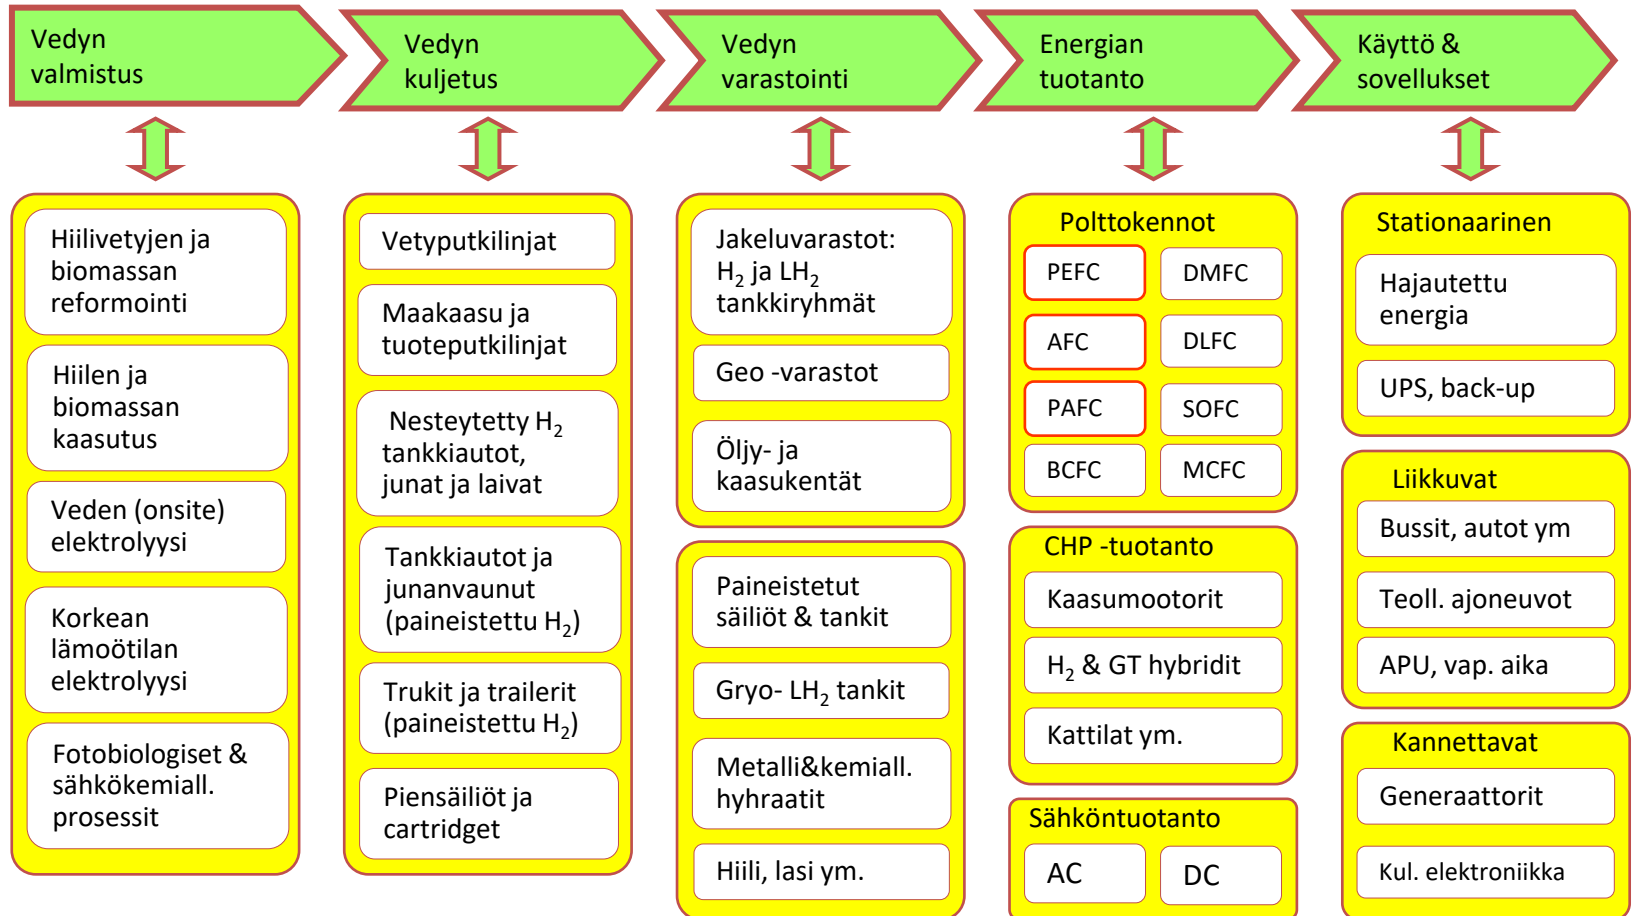 Vedyn
valmistus
Vedyn
kuljetus
Vedyn
varastointi
Energian
tuotanto
Käyttö &
sovellukset
Hiilivetyjen ja
biomassan
reformointi
Hiilen ja
biomassan
kaasutus
Veden (onsite)
elektrolyysi
Korkean
lämoötilan
elektrolyysi
Fotobiologiset &
sähkökemiall.
prosessit
Vetyputkilinjat
Maakaasu ja
tuoteputkilinjat
Nesteytetty H₂
tankkiautot,
junat ja laivat
Tankkiautot ja
junanvaunut
(paineistettu H₂)
Trukit ja trailerit
(paineistettu H₂)
Piensäiliöt ja
cartridget
Jakeluvarastot:
H₂ ja LH₂
tankkiryhmät
Geo -varastot
Öljy- ja
kaasukentät
Paineistetut
säiliöt & tankit
Gryo- LH₂ tankit
Metalli&kemiall.
hyhraatit
Hiili, lasi ym.
Polttokennot
PEFC DMFC
AFC DLFC
PAFC SOFC
BCFC MCFC
CHP -tuotanto
Kaasumootorit
H₂ & GT hybridit
Kattilat ym.
Sähköntuotanto
AC DC
Stationaarinen
Hajautettu
energia
UPS, back-up
Liikkuvat
Bussit, autot ym
Teoll. ajoneuvot
APU, vap. aika
Kannettavat
Generaattorit
Kul. elektroniikka